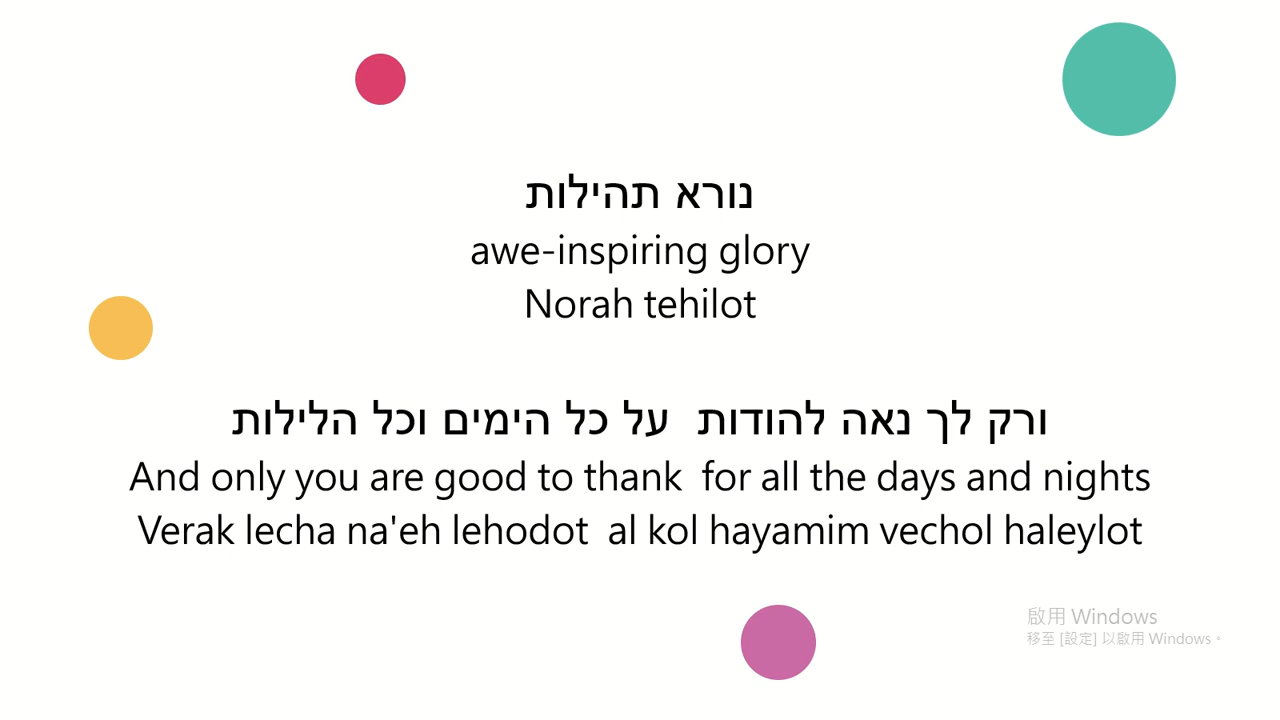 נורא תהילות
awe-inspiring glory
Norah tehilot
ורק לך נאה להודות  על כל הימים וכל הלילות
And only you are good to thank  for all the days and nights
Verak lecha na'eh lehodot  al kol hayamim vechol haleylot
啟用 Windows
移至 [設定] 以啟用 Windows。